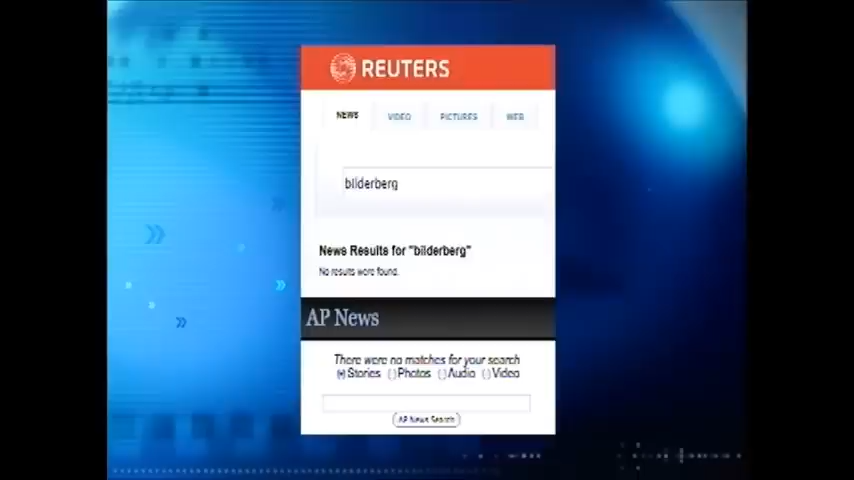 REUTERS
NEWS VIDEO PICTURES WEB
bilderberg
News Results for "bilderberg"
No results were found.
AP News
There were no matches for your search
Stories Photos Audio Video
AP News Search